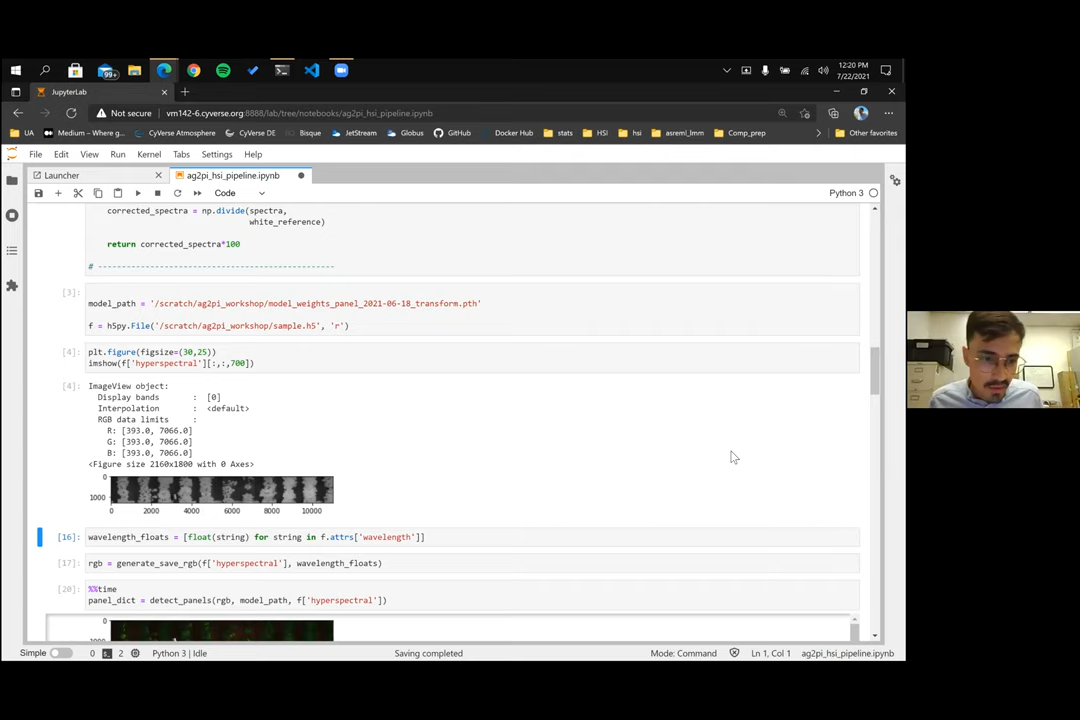 99+
12:20 PM
7/22/2021
JupyterLab
Not secure
vm142-6.cyverse.org:8888/lab/tree/notebooks/ag2pi_hsi_pipeline.ipynb
UA
Medium – Where g...
CyVerse Atmosphere
CyVerse DE
Bisque
JetStream
Globus
GitHub
Docker Hub
stats
HSI
hsi
asreml_lmm
Comp_prep
Other favorites
File
Edit
View
Run
Kernel
Tabs
Settings
Help
Launcher
ag2pi_hsi_pipeline.ipynb
Code
Python 3
corrected_spectra = np.divide(spectra,
white_reference)
return corrected_spectra*100
# -------------------------------------------------
[3]:
model_path = '/scratch/ag2pi_workshop/model_weights_panel_2021-06-18_transform.pth'
f = h5py.File('/scratch/ag2pi_workshop/sample.h5', 'r')
[4]:
plt.figure(figsize=(30,25))
imshow(f['hyperspectral'][:,:,700])
[4]:
ImageView object:
Display bands : [0]
Interpolation : <default>
RGB data limits :
R: [393.0, 7066.0]
G: [393.0, 7066.0]
B: [393.0, 7066.0]
<Figure size 2160x1800 with 0 Axes>
0
1000
0 2000 4000 6000 8000 10000
[16]:
wavelength_floats = [float(string) for string in f.attrs['wavelength']]
[17]:
rgb = generate_save_rgb(f['hyperspectral'], wavelength_floats)
[20]:
%%time
panel_dict = detect_panels(rgb, model_path, f['hyperspectral'])
0
Simple
0
2
Python 3 | Idle
Saving completed
Mode: Command
Ln 1, Col 1
ag2pi_hsi_pipeline.ipynb